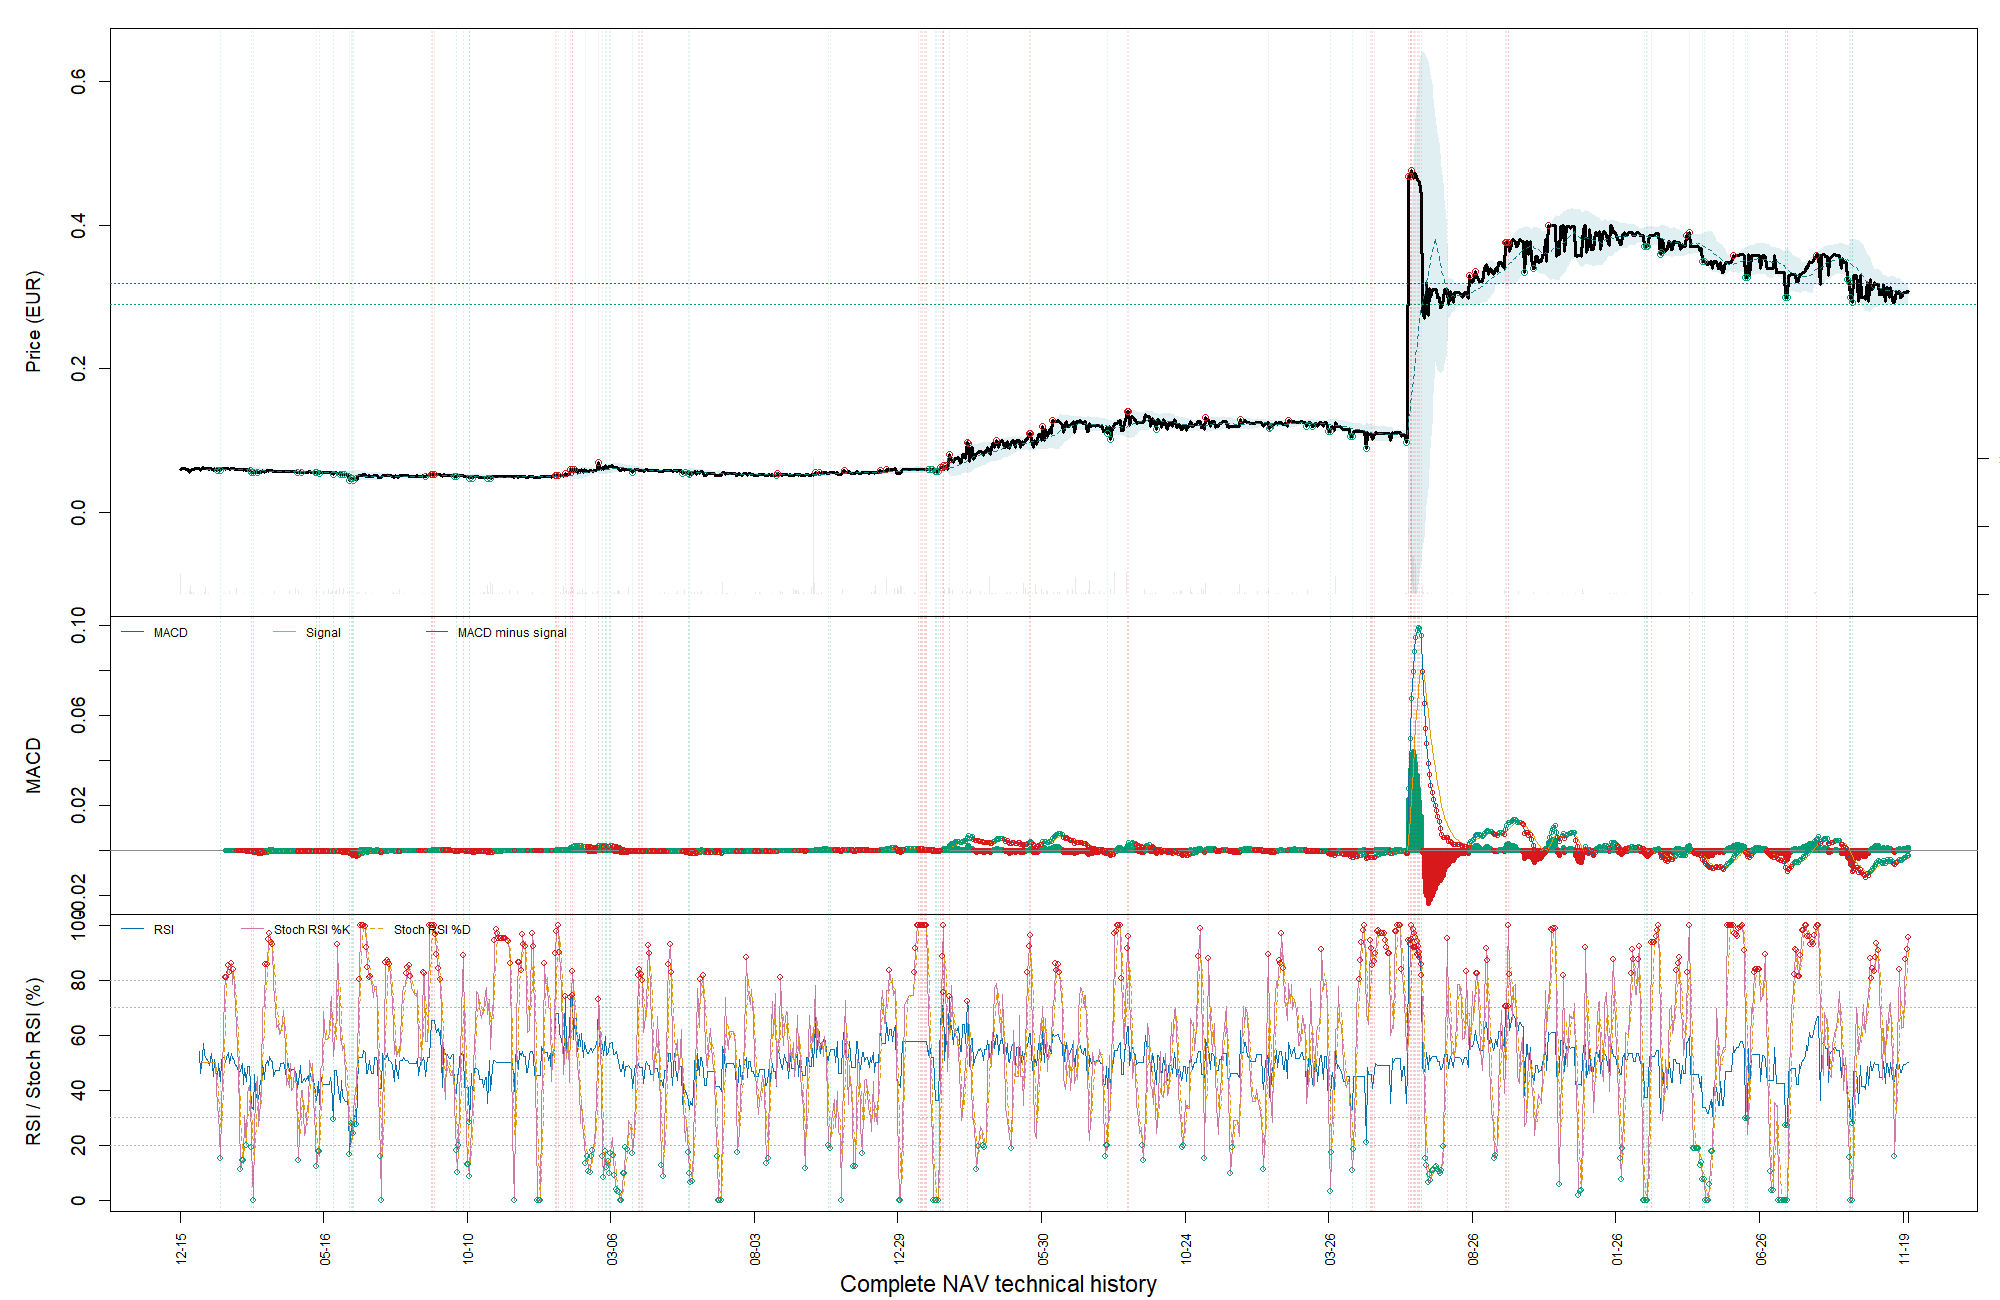 Price (EUR)
0.6
0.4
0.2
0.0
MACD
Signal
MACD minus signal
MACD
0.10
0.06
0.02
0.02
RSI
Stoch RSI %K
Stoch RSI %D
RSI / Stoch RSI (%)
100
80
60
40
20
0
12-15
05-16
10-10
03-06
08-03
12-29
05-30
10-24
03-26
08-26
01-26
06-26
11-19
Complete NAV technical history